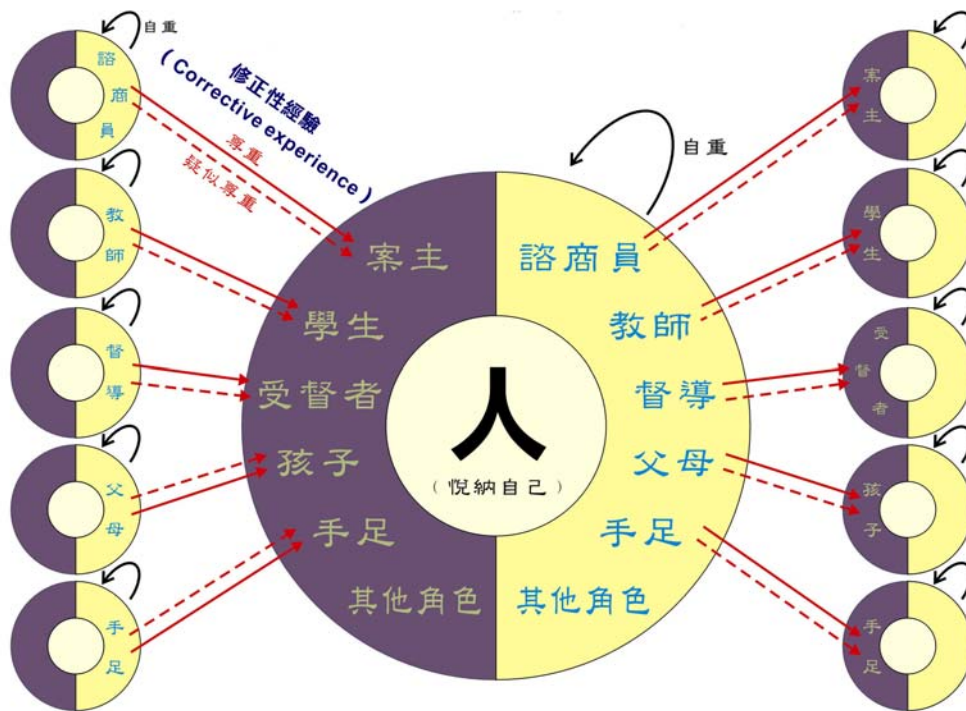 自重
諮商員
修正性經驗
( Corrective experience )
尊重
疑似尊重
教師
督導
父母
手足
自重
案主
學生
受督者
孩子
手足
其他角色
人
( 悅納自己 )
諮商員
教師
督導
父母
手足
其他角色
案主
學生
受督者
孩子
手足